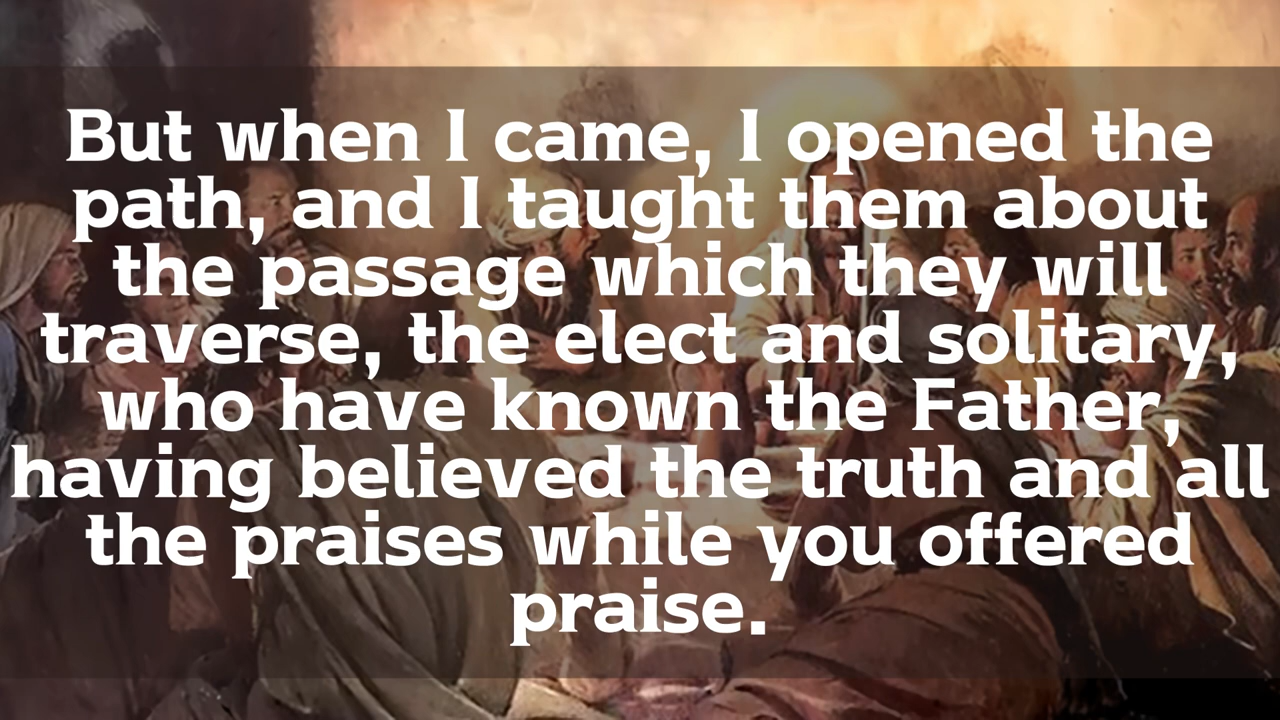 But when I came, I opened the
path, and I taught them about
the passage which they will
traverse, the elect and solitary,
who have known the Father,
having believed the truth and all
the praises while you offered
praise.